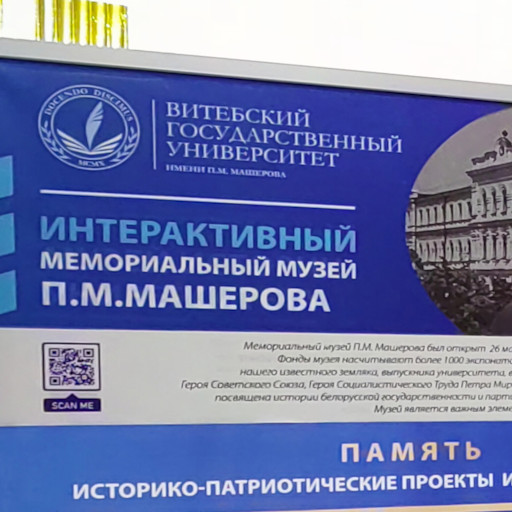 DOCENDO DISCIMUS
MCMX
ВИТЕБСКИЙ
ГОСУДАРСТВЕННЫЙ
УНИВЕРСИТЕТ
ИМЕНИ П.М. МАШЕРОВА
ИНТЕРАКТИВНЫЙ
МЕМОРИАЛЬНЫЙ МУЗЕЙ
П.М.МАШЕРОВА
Мемориальный музей П.М. Машерова был открыт 26
Фонды музея насчитывают более 1000
нашего известного земляка, выпускника университета,
Героя Советского Союза, Героя Социалистического Труда Петра
посвящена истории белорусской государственности и
Музей является важным
SCAN ME
ПАМЯТЬ
ИСТОРИКО-ПАТРИОТИЧЕСКИЕ ПРОЕКТЫ И